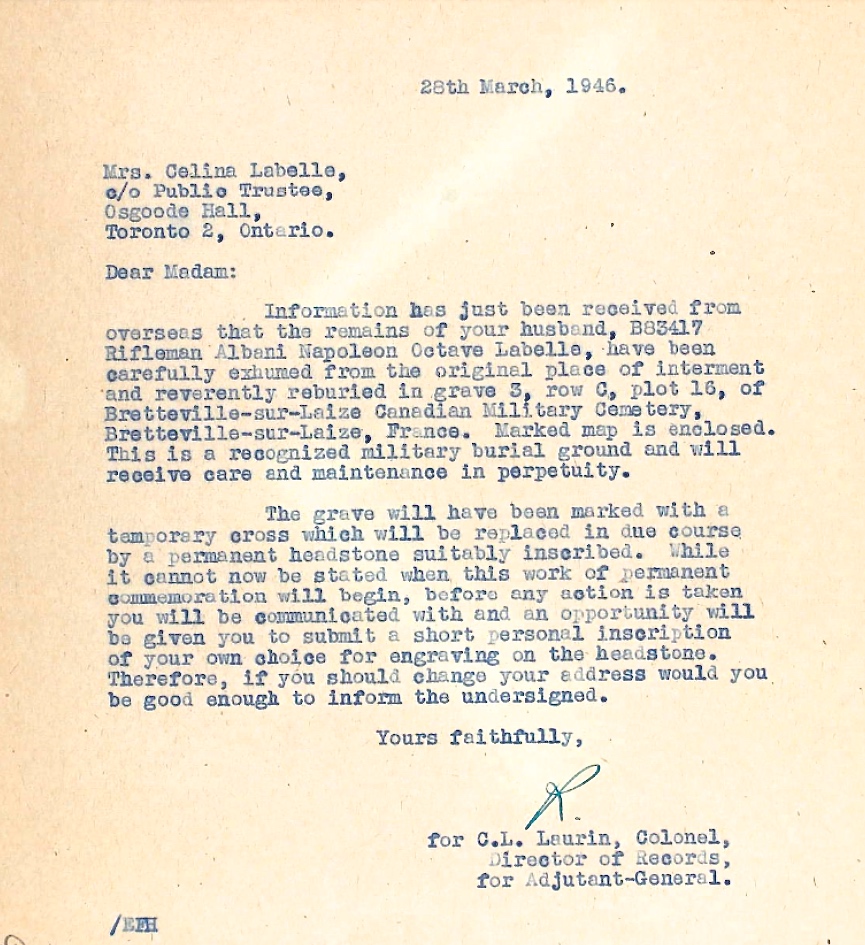 28th March, 1946.
Mrs. Celina Labelle,
c/o Public Trustee,
Osgoode Hall,
Toronto 2, Ontario.
Dear Madam:
Information has just been received from
overseas that the remains of your husband, B83417
Rifleman Albani Napoleon Octave Labelle, have been
carefully exhumed from the original place of interment
and reverently reburied in grave 3, row C, plot 16, of
Bretteville-sur-Laize Canadian Military Cemetery,
Bretteville-sur-Laize, France. Marked map is enclosed.
This is a recognized military burial ground and will
receive care and maintenance in perpetuity.
The grave will have been marked with a
temporary cross which will be replaced in due course
by a permanent headstone suitably inscribed. While
it cannot now be stated when this work of permanent
commemoration will begin, before any action is taken
you will be communicated with and an opportunity will
be given you to submit a short personal inscription
of your own choice for engraving on the headstone.
Therefore, if you should change your address would you
be good enough to inform the undersigned.
Yours faithfully,
R.
for C.L. Laurin, Colonel,
Director of Records,
for Adjutant-General.
/EEH